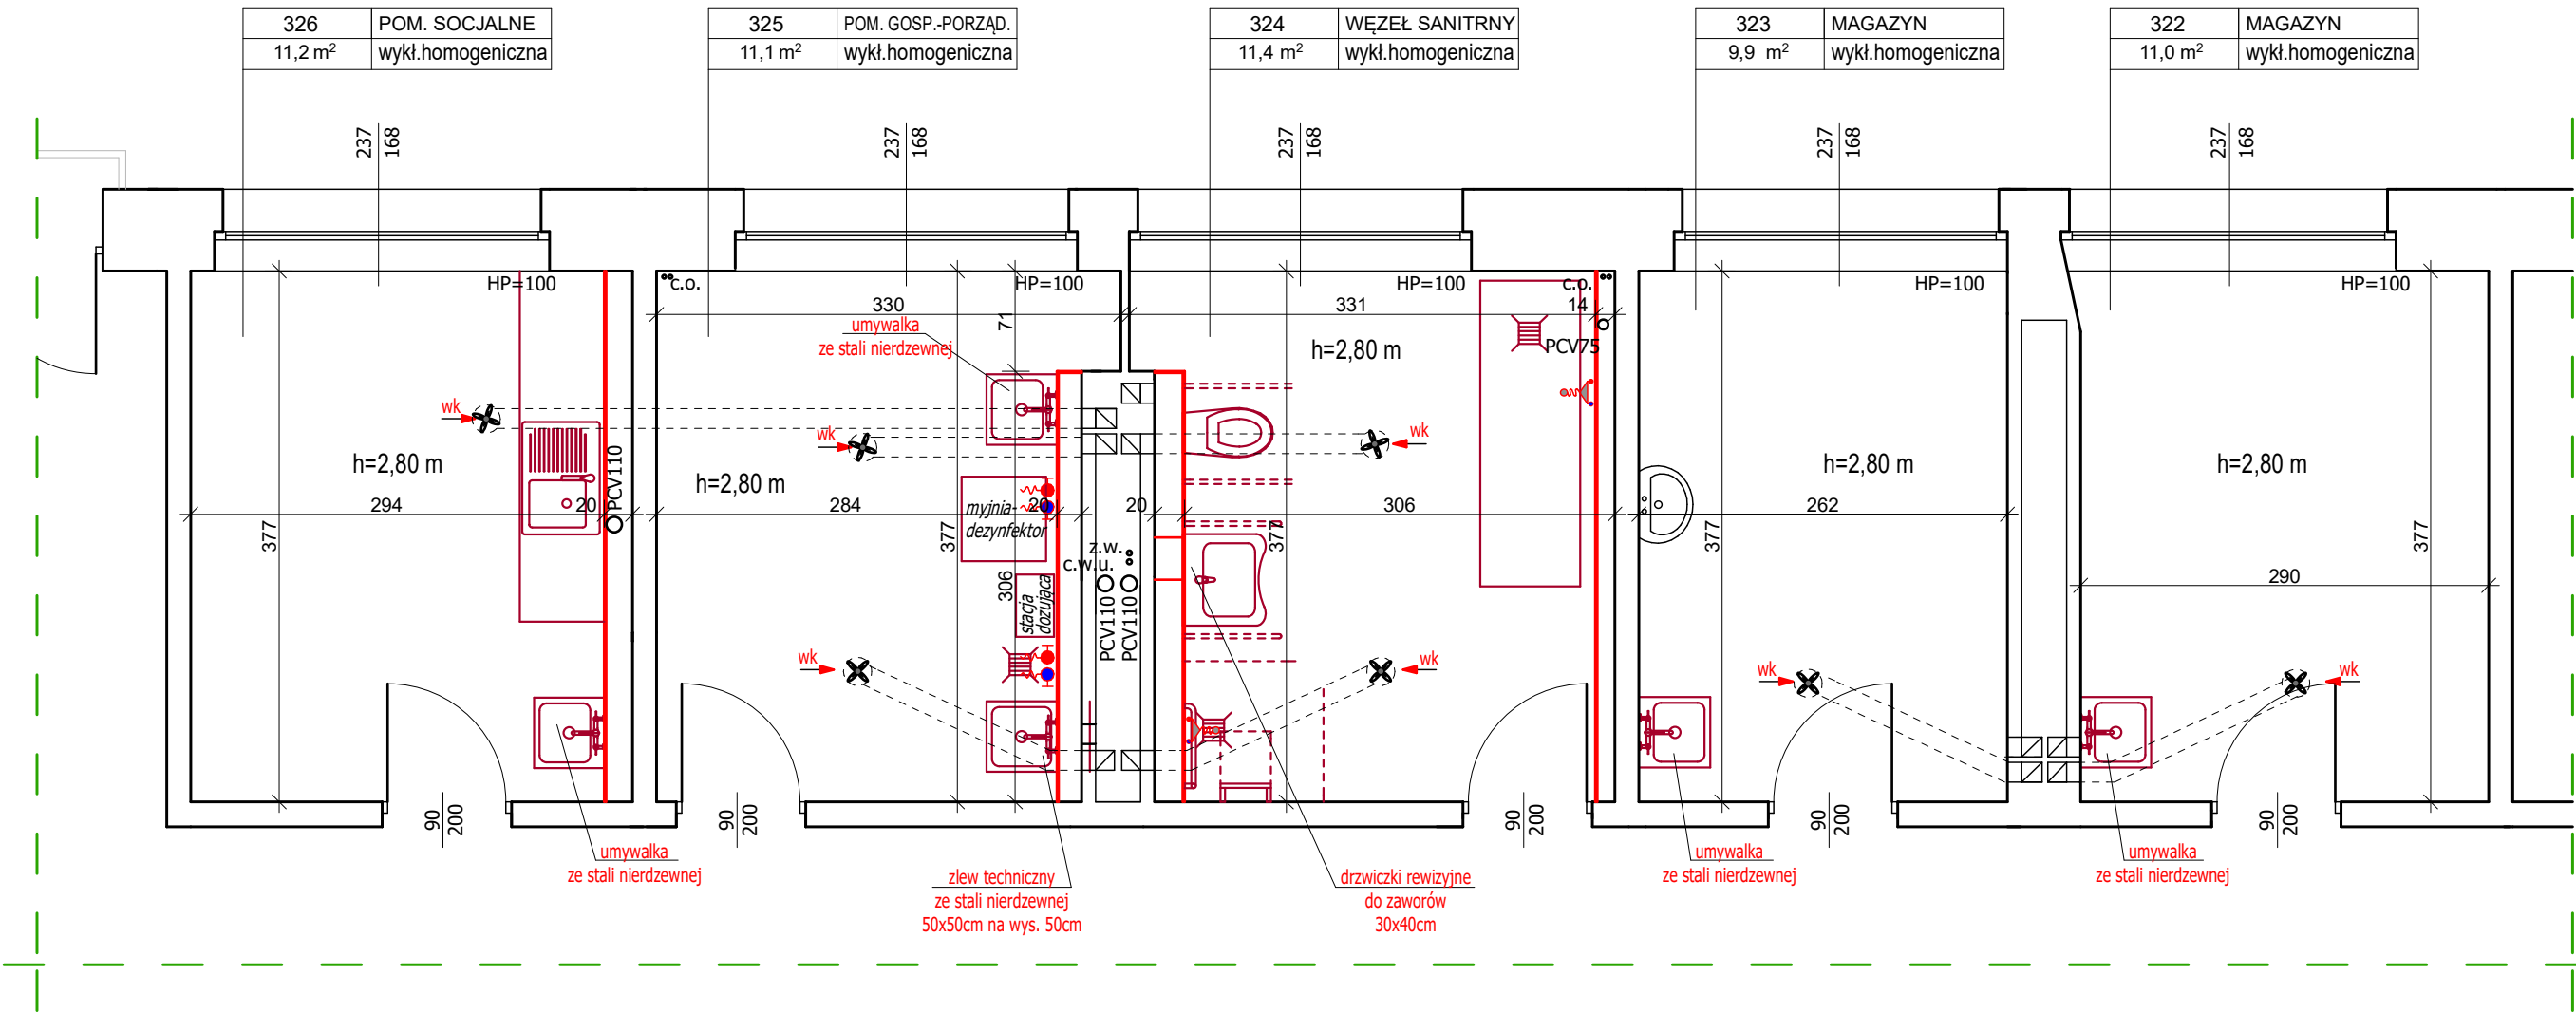 326 POM. SOCJALNE
11,2 m² wykł.homogeniczna
325 POM. GOSP.-PORZĄD.
11,1 m² wykł.homogeniczna
324 WĘZEŁ SANITRNY
11,4 m² wykł.homogeniczna
323 MAGAZYN
9,9 m² wykł.homogeniczna
322 MAGAZYN
11,0 m² wykł.homogeniczna
237
168
237
168
237
168
237
168
237
168
HP=100
c.o.
HP=100
HP=100
c.o.
HP=100
HP=100
330
71
331
14
umywalka
ze stali nierdzewnej
h=2,80 m
PCV75
wk
wk
wk
h=2,80 m
PCV110
h=2,80 m
h=2,80 m
h=2,80 m
294
20
284
20
20
306
262
377
377
377
377
377
myjnia-
dezynfektor
z.w.
c.w.u.
306
stacja
dozująca
PCV110
PCV110
290
wk
wk
wk
wk
90
200
90
200
90
200
90
200
90
200
umywalka
ze stali nierdzewnej
zlew techniczny
ze stali nierdzewnej
50x50cm na wys. 50cm
drzwiczki rewizyjne
do zaworów
30x40cm
umywalka
ze stali nierdzewnej
umywalka
ze stali nierdzewnej